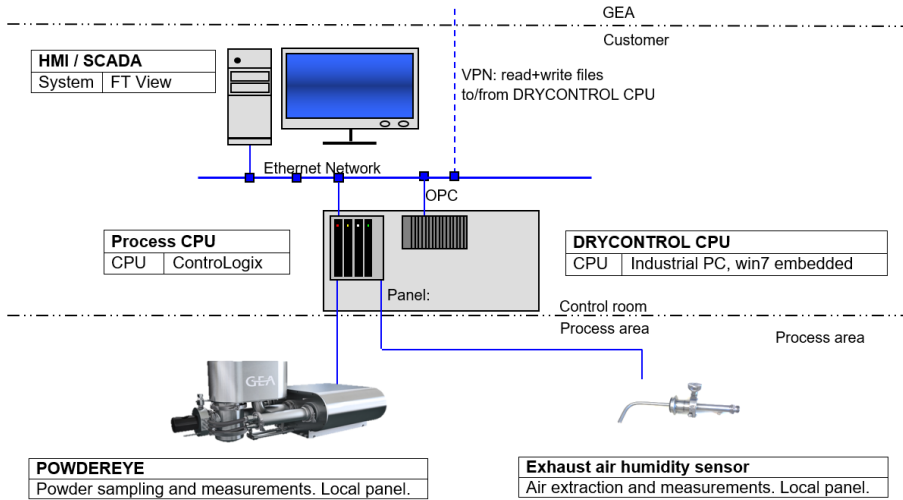 GEA
Customer
HMI / SCADA
System FT View
VPN: read+write files
to/from DRYCONTROL CPU
Ethernet Network
OPC
Process CPU
CPU ControLogix
DRYCONTROL CPU
CPU Industrial PC, win7 embedded
Panel:
Control room
Process area
Process area
GEA
POWDEREYE
Powder sampling and measurements. Local panel.
Exhaust air humidity sensor
Air extraction and measurements. Local panel.